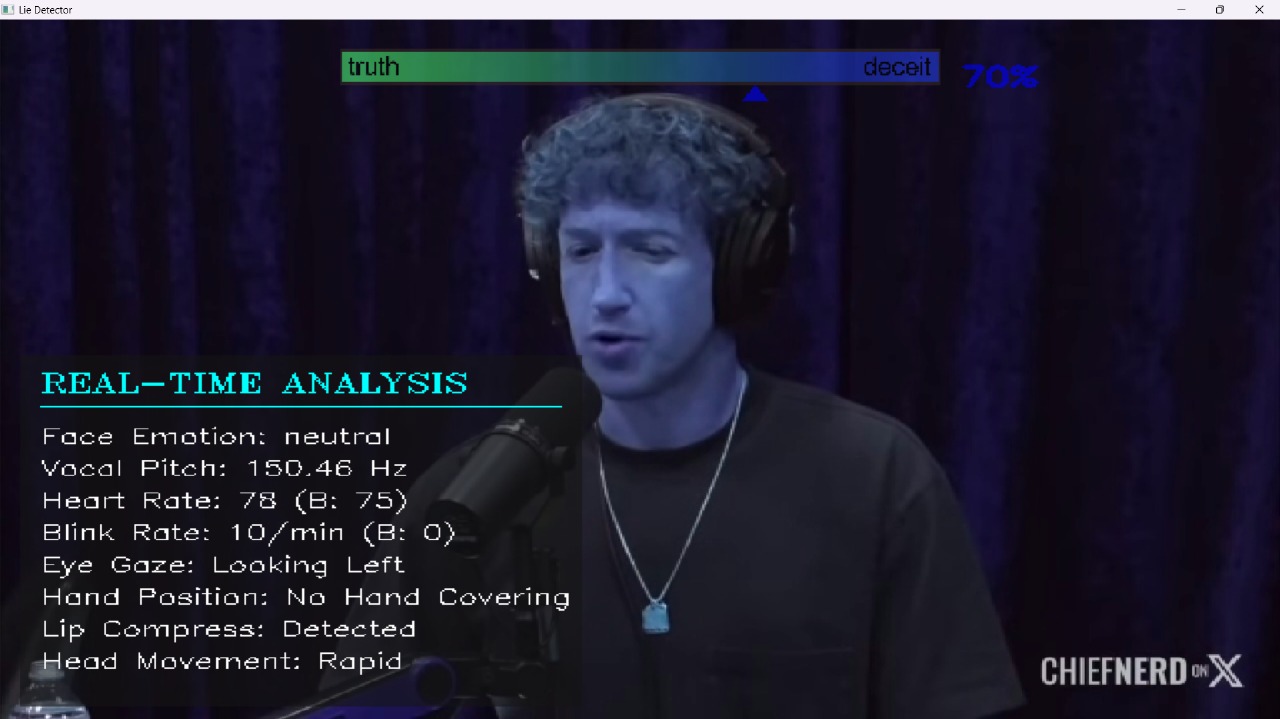 Lie Detector
truth
deceit
70%
REAL-TIME ANALYSIS
Face Emotion: neutral
Vocal Pitch: 150.46 Hz
Heart Rate: 78 (B: 75)
Blink Rate: 10/min (B: 0)
Eye Gaze: Looking Left
Hand Position: No Hand Covering
Lip Compress: Detected
Head Movement: Rapid
CHIEFNERD ON X